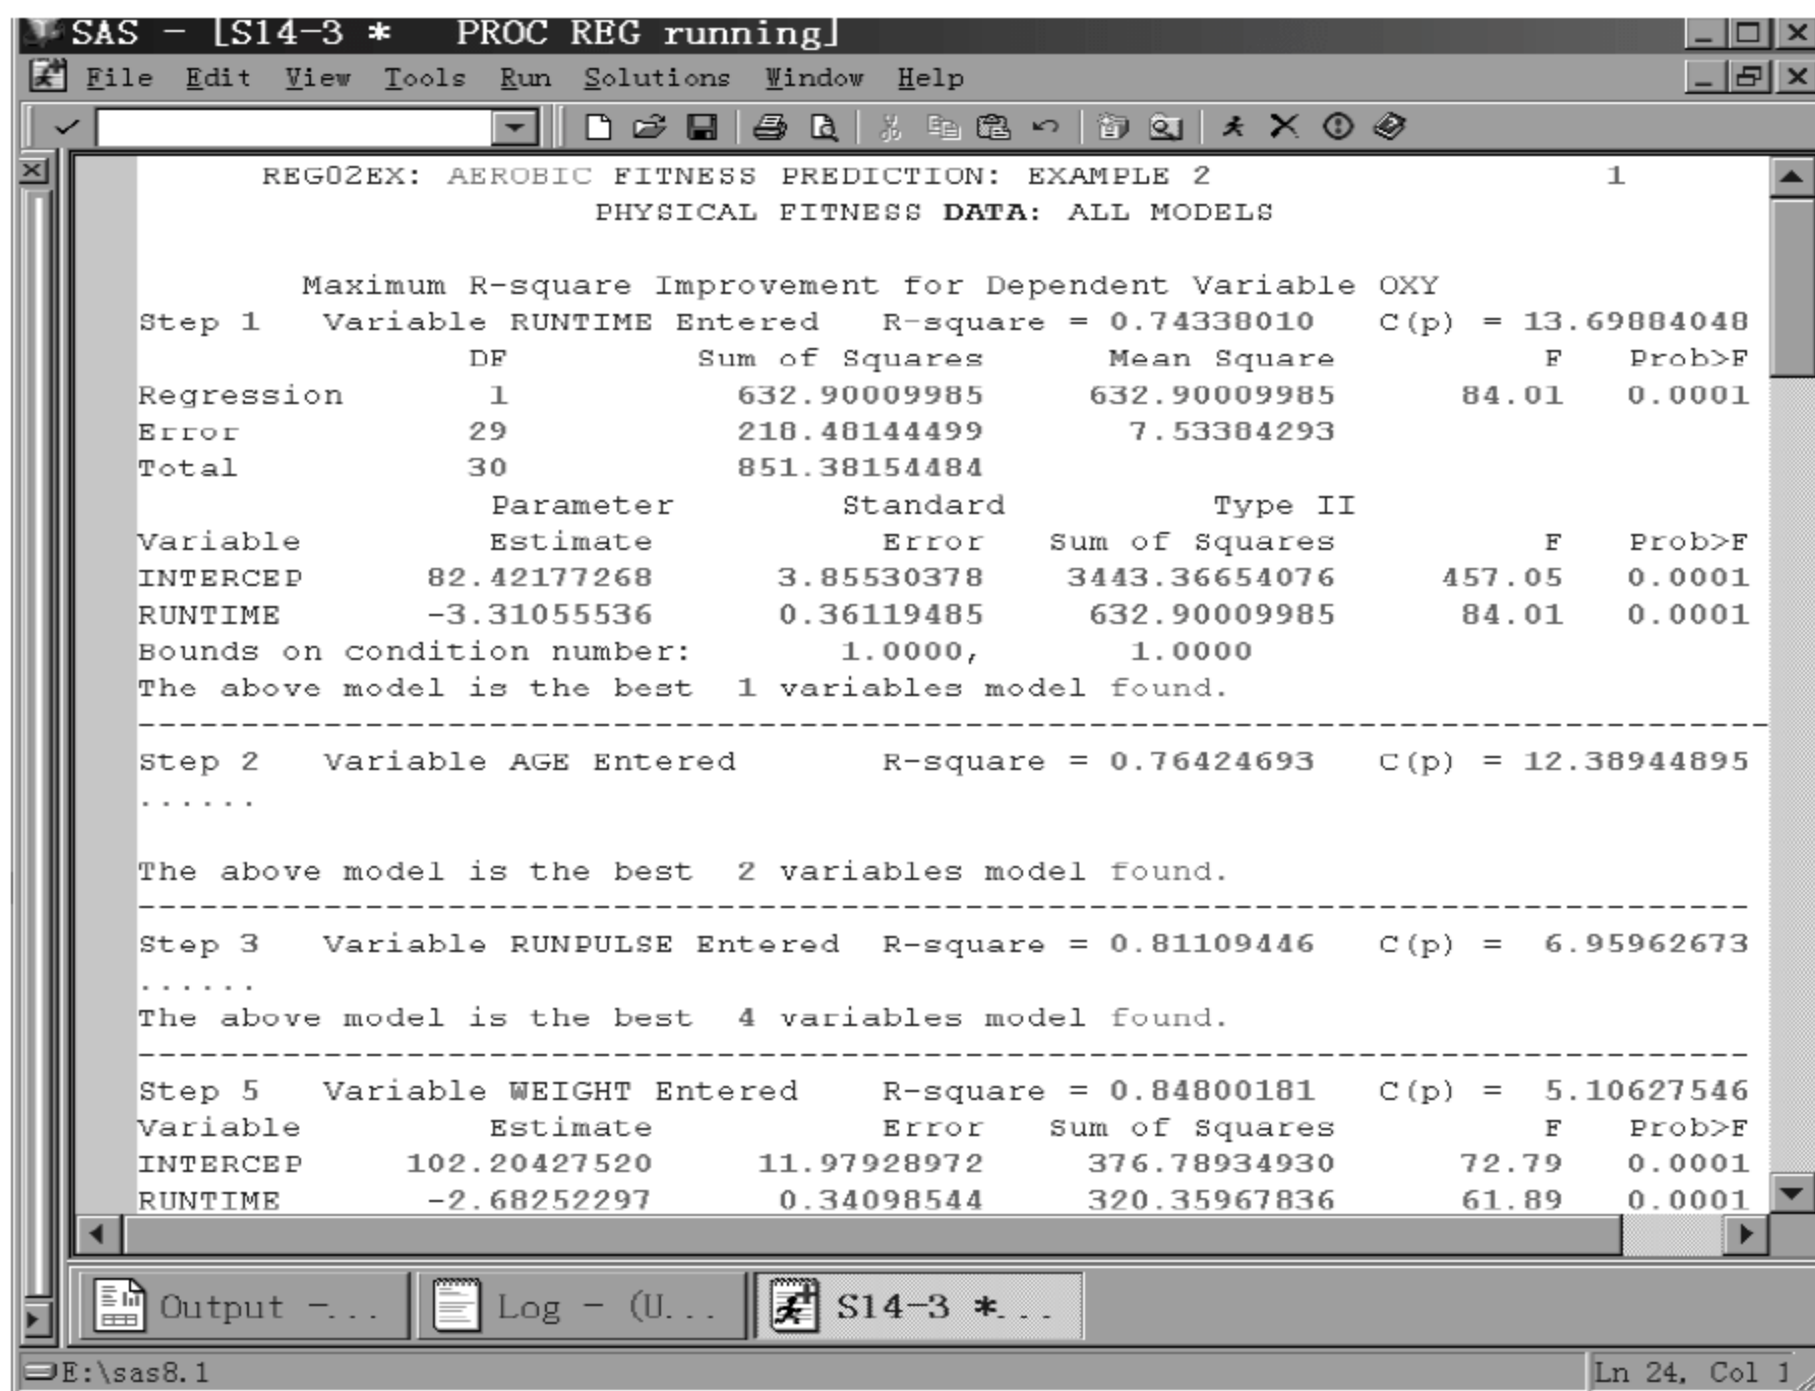 SAS - [S14-3 *   PROC REG running]
File Edit View Tools Run Solutions Window Help
REG02EX: AEROBIC FITNESS PREDICTION: EXAMPLE 2 1
PHYSICAL FITNESS DATA: ALL MODELS
Maximum R-square Improvement for Dependent Variable OXY
Step 1 Variable RUNTIME Entered R-square = 0.74338010 C(p) = 13.69884048
DF Sum of Squares Mean Square F Prob>F
Regression 1 632.90009985 632.90009985 84.01 0.0001
Error 29 218.48144499 7.53384293
Total 30 851.38154484
Parameter Standard Type II
Variable Estimate Error Sum of Squares F Prob>F
INTERCEP 82.42177268 3.85530378 3443.36654076 457.05 0.0001
RUNTIME -3.31055536 0.36119485 632.90009985 84.01 0.0001
Bounds on condition number: 1.0000, 1.0000
The above model is the best 1 variables model found.
--------------------------------------------------------------------------------
Step 2 Variable AGE Entered R-square = 0.76424693 C(p) = 12.38944895
......
The above model is the best 2 variables model found.
-------------------------------------------------------------------------------
Step 3 Variable RUNPULSE Entered R-square = 0.81109446 C(p) = 6.95962673
......
The above model is the best 4 variables model found.
-------------------------------------------------------------------------------
Step 5 Variable WEIGHT Entered R-square = 0.84800181 C(p) = 5.10627546
Variable Estimate Error Sum of Squares F Prob>F
INTERCEP 102.20427520 11.97928972 376.78934930 72.79 0.0001
RUNTIME -2.68252297 0.34098544 320.35967836 61.89 0.0001
Output -... Log - (U... S14-3 *...
E:\sas8.1 Ln 24, Col 1